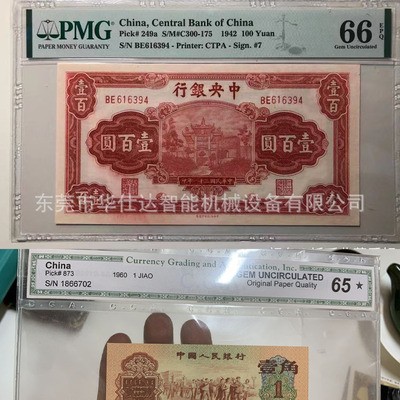 PMG
PAPER MONEY GUARANTY
China, Central Bank of China
Pick# 249a S/M#C300-175 1942 100 Yuan
S/N BE616394 - Printer: CTPA - Sign. #7
66 EPQ
Gem Uncirculated
行銀央中
壹百
BE616394
BE616394
壹百
圓百壹
圓百壹
东莞市华仕达智能机械设备有限公司
China
Pick# 873
S/N 1866702
1960 1 JIAO
Currency Grading and
Inc.
GEM UNCIRCULATED
Original Paper Quality
65 ★
中國人民銀行
壹角
1